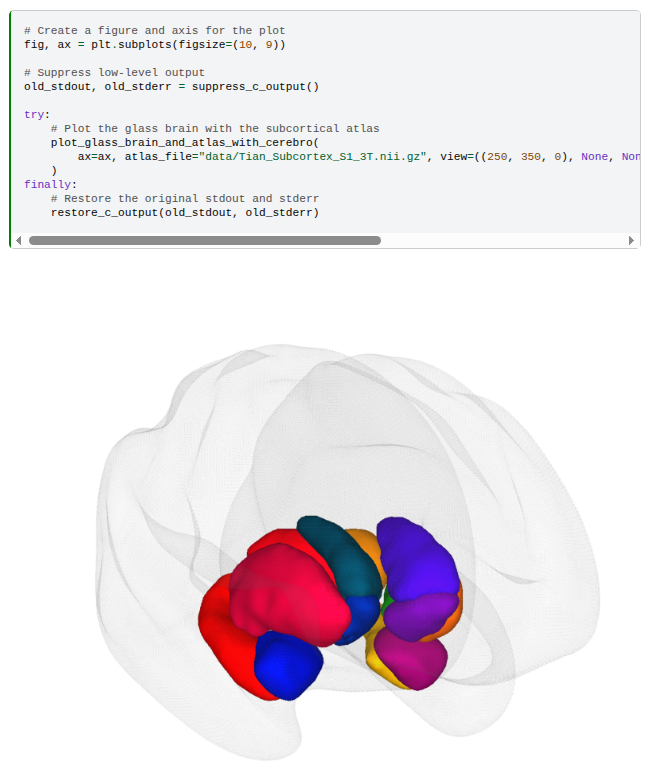 # Create a figure and axis for the plot
fig, ax = plt.subplots(figsize=(10, 9))
# Suppress low-level output
old_stdout, old_stderr = suppress_c_output()
try:
    # Plot the glass brain with the subcortical atlas
    plot_glass_brain_and_atlas_with_cerebro(
        ax=ax, atlas_file="data/Tian_Subcortex_S1_3T.nii.gz", view=((250, 350, 0), None, Non
    )
finally:
    # Restore the original stdout and stderr
    restore_c_output(old_stdout, old_stderr)